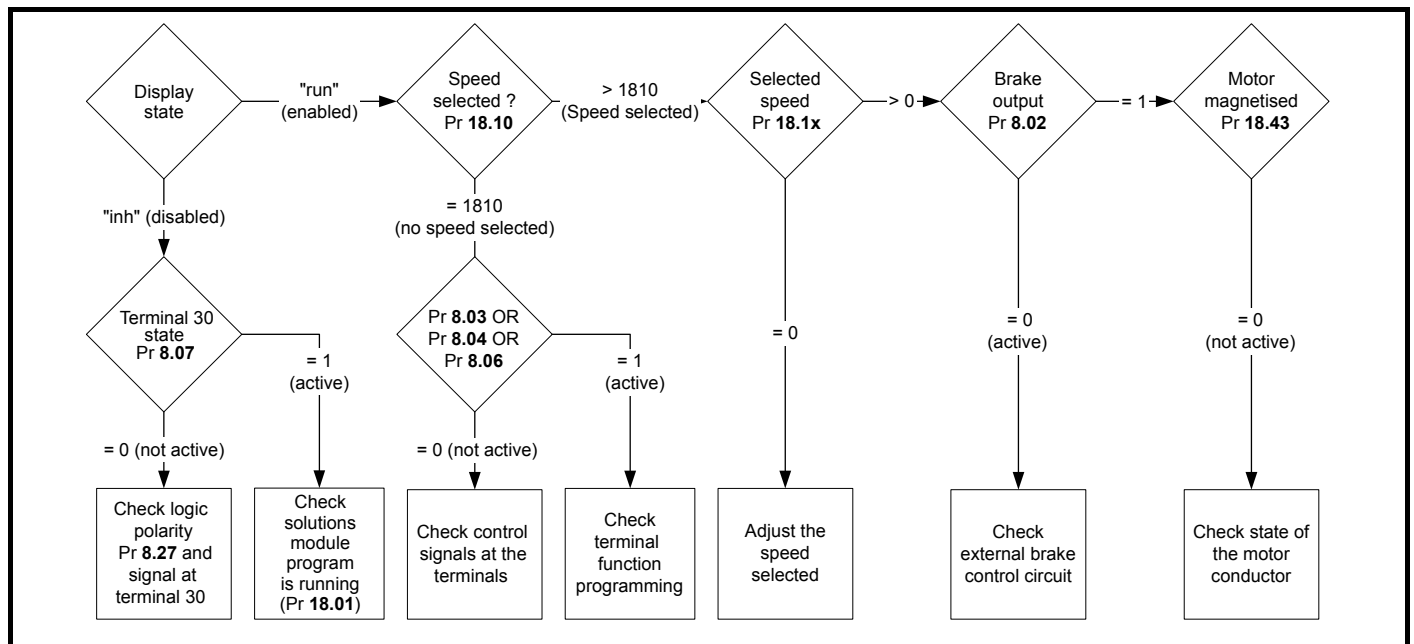 Display
state
"run"
(enabled)
Speed
selected ?
Pr 18.10
> 1810
(Speed selected)
Selected
speed
Pr 18.1x
> 0
Brake
output
Pr 8.02
= 1
Motor
magnetised
Pr 18.43
"inh" (disabled)
= 1810
(no speed selected)
Terminal 30
state
Pr 8.07
= 1
(active)
Pr 8.03 OR
Pr 8.04 OR
Pr 8.06
= 1
(active)
= 0
= 0
(active)
= 0
(not active)
= 0 (not active)
= 0 (not active)
Check logic
polarity
Pr 8.27 and
signal at
terminal 30
Check
solutions
module
program
is running
(Pr 18.01)
Check control
signals at the
terminals
Check
terminal
function
programming
Adjust the
speed
selected
Check
external brake
control circuit
Check state of
the motor
conductor